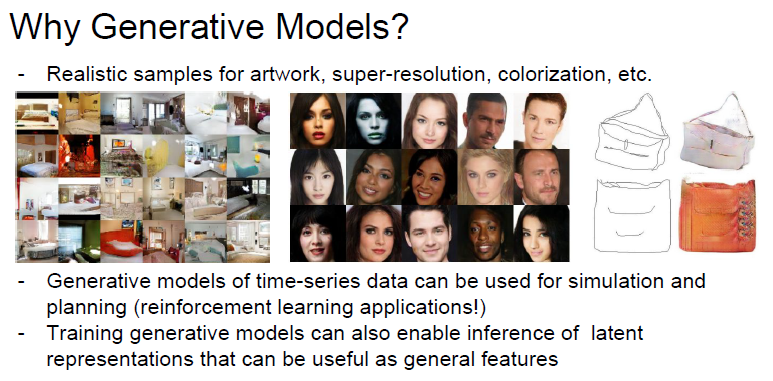 Why Generative Models?
- Realistic samples for artwork, super-resolution, colorization, etc.
- Generative models of time-series data can be used for simulation and
planning (reinforcement learning applications!)
- Training generative models can also enable inference of latent
representations that can be useful as general features